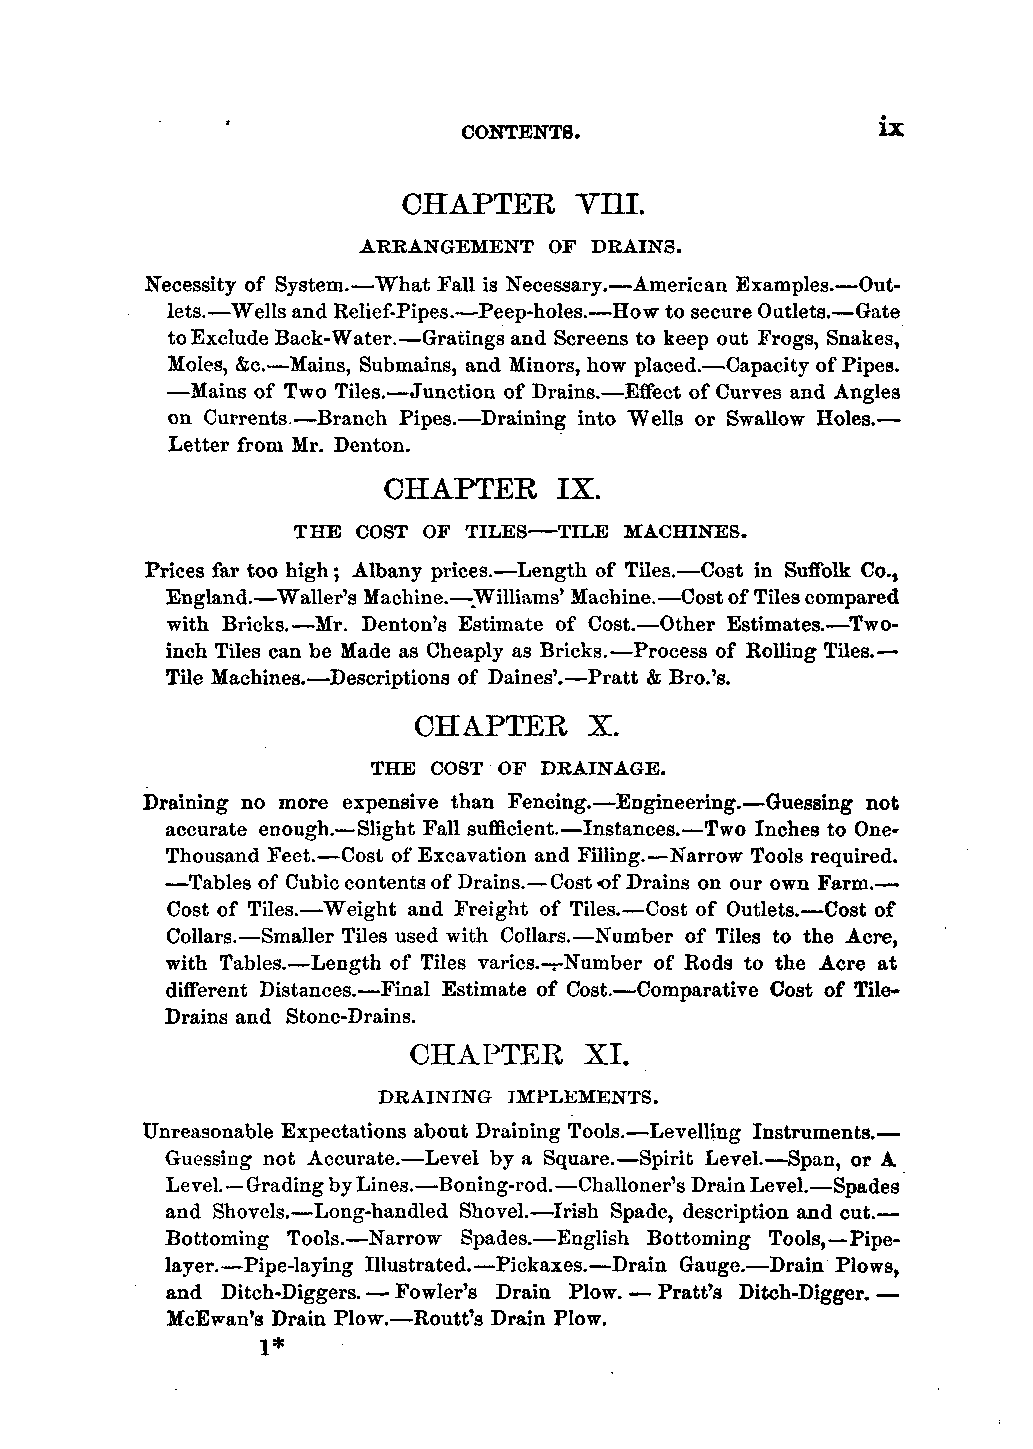 CONTENTS. ix
CHAPTER VIII.
ARRANGEMENT OF DRAINS.
Necessity of System.—What Fall is Necessary.—American Examples.—Out-
lets.—Wells and Relief-Pipes.—Peep-holes.—How to secure Outlets.—Gate
to Exclude Back-Water.—Gratings and Screens to keep out Frogs, Snakes,
Moles, &c.—Mains, Submains, and Minors, how placed.—Capacity of Pipes.
—Mains of Two Tiles.—Junction of Drains.—Effect of Curves and Angles
on Currents.—Branch Pipes.—Draining into Wells or Swallow Holes.—
Letter from Mr. Denton.
CHAPTER IX.
THE COST OF TILES—TILE MACHINES.
Prices far too high; Albany prices.—Length of Tiles.—Cost in Suffolk Co.,
England.—Waller's Machine.—Williams' Machine.—Cost of Tiles compared
with Bricks.—Mr. Denton's Estimate of Cost.—Other Estimates.—Two-
inch Tiles can be Made as Cheaply as Bricks.—Process of Rolling Tiles.—
Tile Machines.—Descriptions of Daines'.—Pratt & Bro.'s.
CHAPTER X.
THE COST OF DRAINAGE.
Draining no more expensive than Fencing.—Engineering.—Guessing not
accurate enough.—Slight Fall sufficient.—Instances.—Two Inches to One-
Thousand Feet.—Cost of Excavation and Filling.—Narrow Tools required.
—Tables of Cubic contents of Drains.—Cost of Drains on our own Farm.—
Cost of Tiles.—Weight and Freight of Tiles.—Cost of Outlets.—Cost of
Collars.—Smaller Tiles used with Collars.—Number of Tiles to the Acre,
with Tables.—Length of Tiles varies.—Number of Rods to the Acre at
different Distances.—Final Estimate of Cost.—Comparative Cost of Tile-
Drains and Stone-Drains.
CHAPTER XI.
DRAINING IMPLEMENTS.
Unreasonable Expectations about Draining Tools.—Levelling Instruments.—
Guessing not Accurate.—Level by a Square.—Spirit Level.—Span, or A
Level.—Grading by Lines.—Boning-rod.—Challoner's Drain Level.—Spades
and Shovels.—Long-handled Shovel.—Irish Spade, description and cut.—
Bottoming Tools.—Narrow Spades.—English Bottoming Tools,—Pipe-
layer.—Pipe-laying Illustrated.—Pickaxes.—Drain Gauge.—Drain Plows,
and Ditch-Diggers.—Fowler's Drain Plow.—Pratt's Ditch-Digger.—
McEwan's Drain Plow.—Routt's Drain Plow.
1*